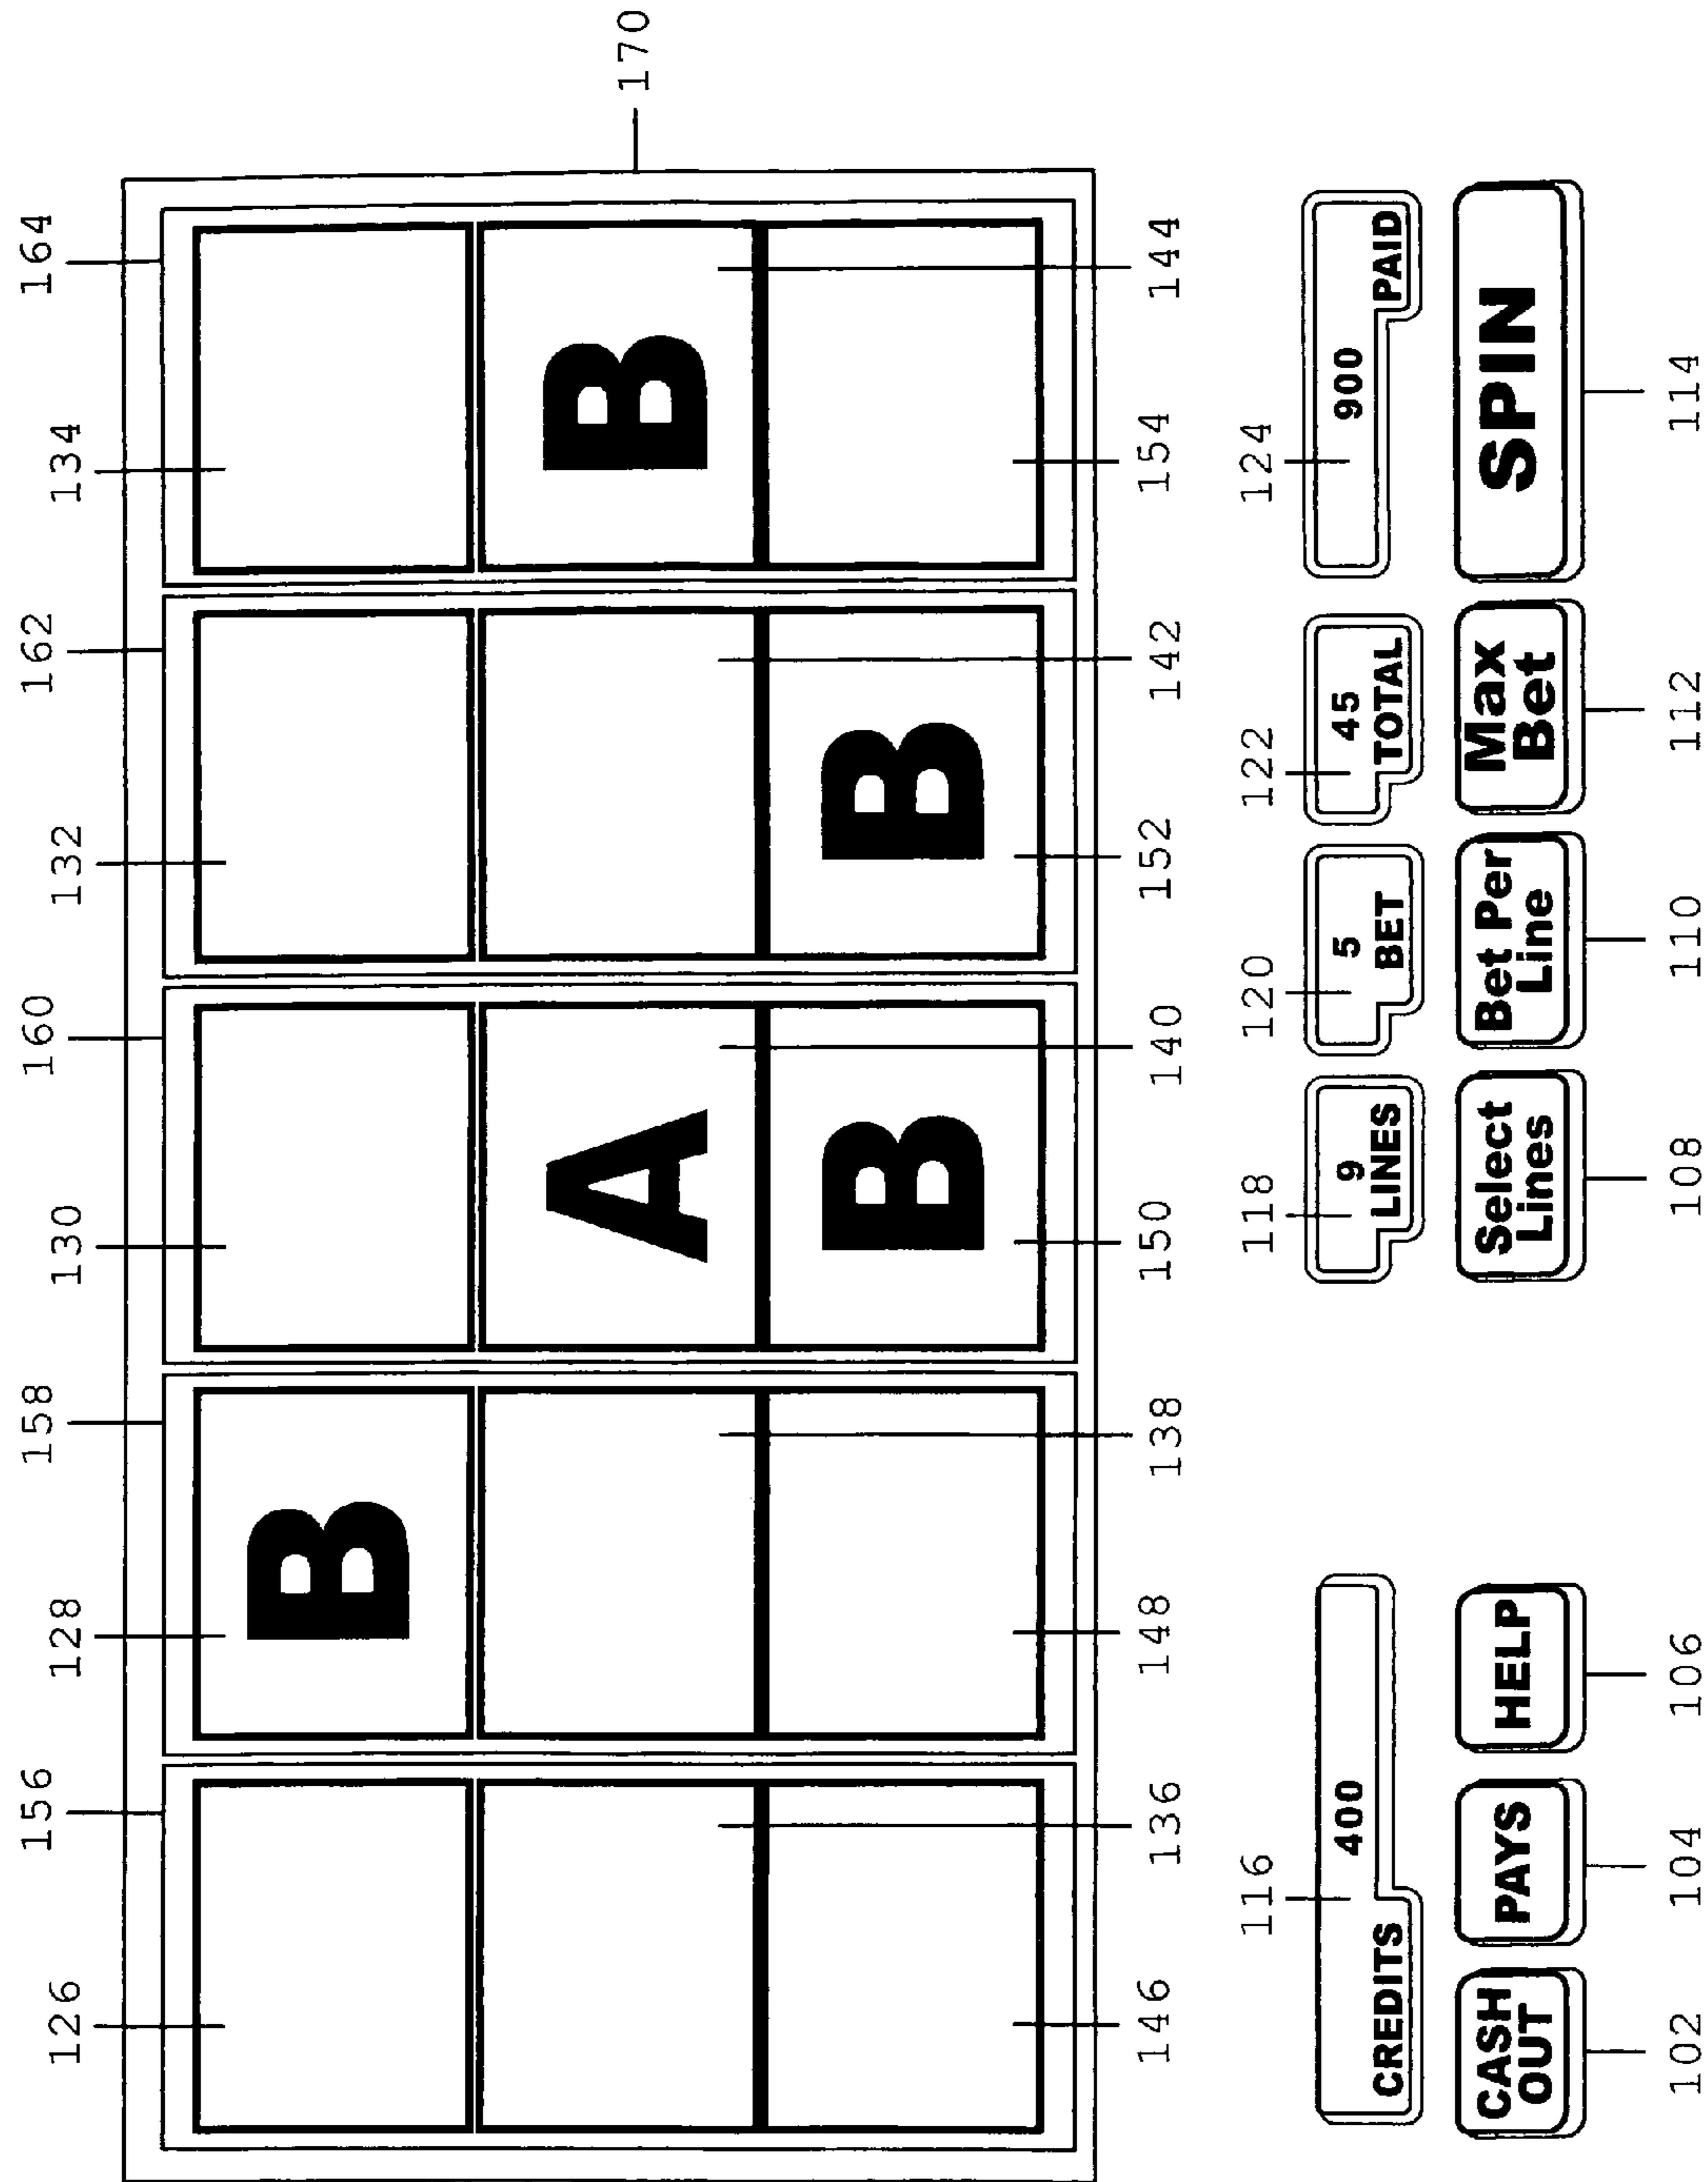 156 158 160 162 164
126 128 130 132 134
B
A B
170
B B
146 148 150 152 154
136 138 140 142 144
116 118 120 122 124
400 9 5 45 900
CREDITS LINES BET TOTAL PAID
CASH OUT
PAYS
HELP
Select Lines
Bet Per Line
Max Bet
SPIN
102 104 106 108 110 112 114